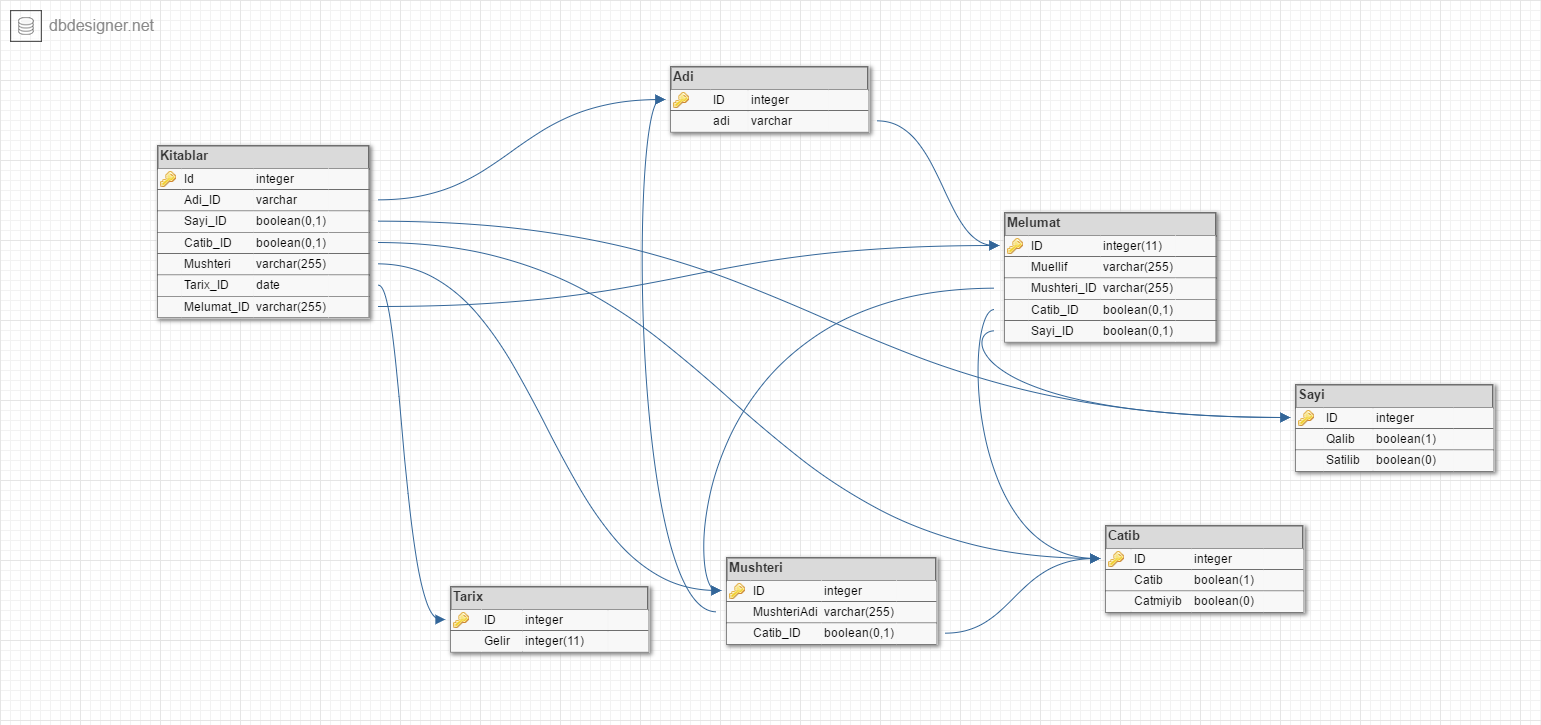 dbdesigner.net
Adi
ID integer
adi varchar
Kitablar
Id integer
Adi_ID varchar
Sayi_ID boolean(0,1)
Catib_ID boolean(0,1)
Mushteri varchar(255)
Tarix_ID date
Melumat_ID varchar(255)
Melumat
ID integer(11)
Muellif varchar(255)
Mushteri_ID varchar(255)
Catib_ID boolean(0,1)
Sayi_ID boolean(0,1)
Sayi
ID integer
Qalib boolean(1)
Satilib boolean(0)
Catib
ID integer
Catib boolean(1)
Catmiyib boolean(0)
Mushteri
ID integer
MushteriAdi varchar(255)
Catib_ID boolean(0,1)
Tarix
ID integer
Gelir integer(11)